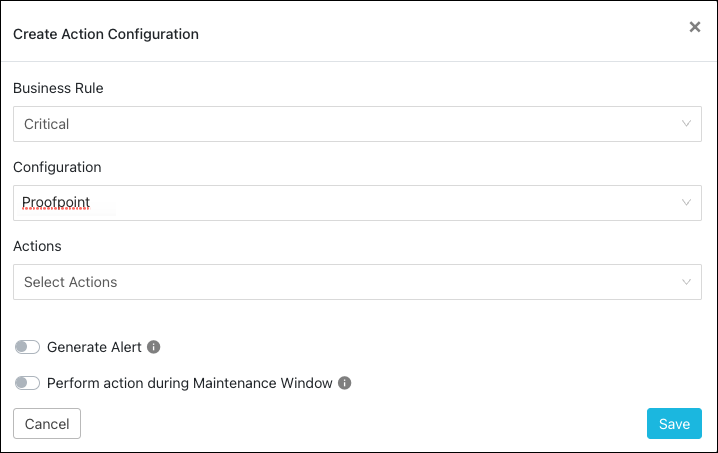 Create Action Configuration
Business Rule
Critical
Configuration
Proofpoint
Actions
Select Actions
Generate Alert
Perform action during Maintenance Window
Cancel
Save